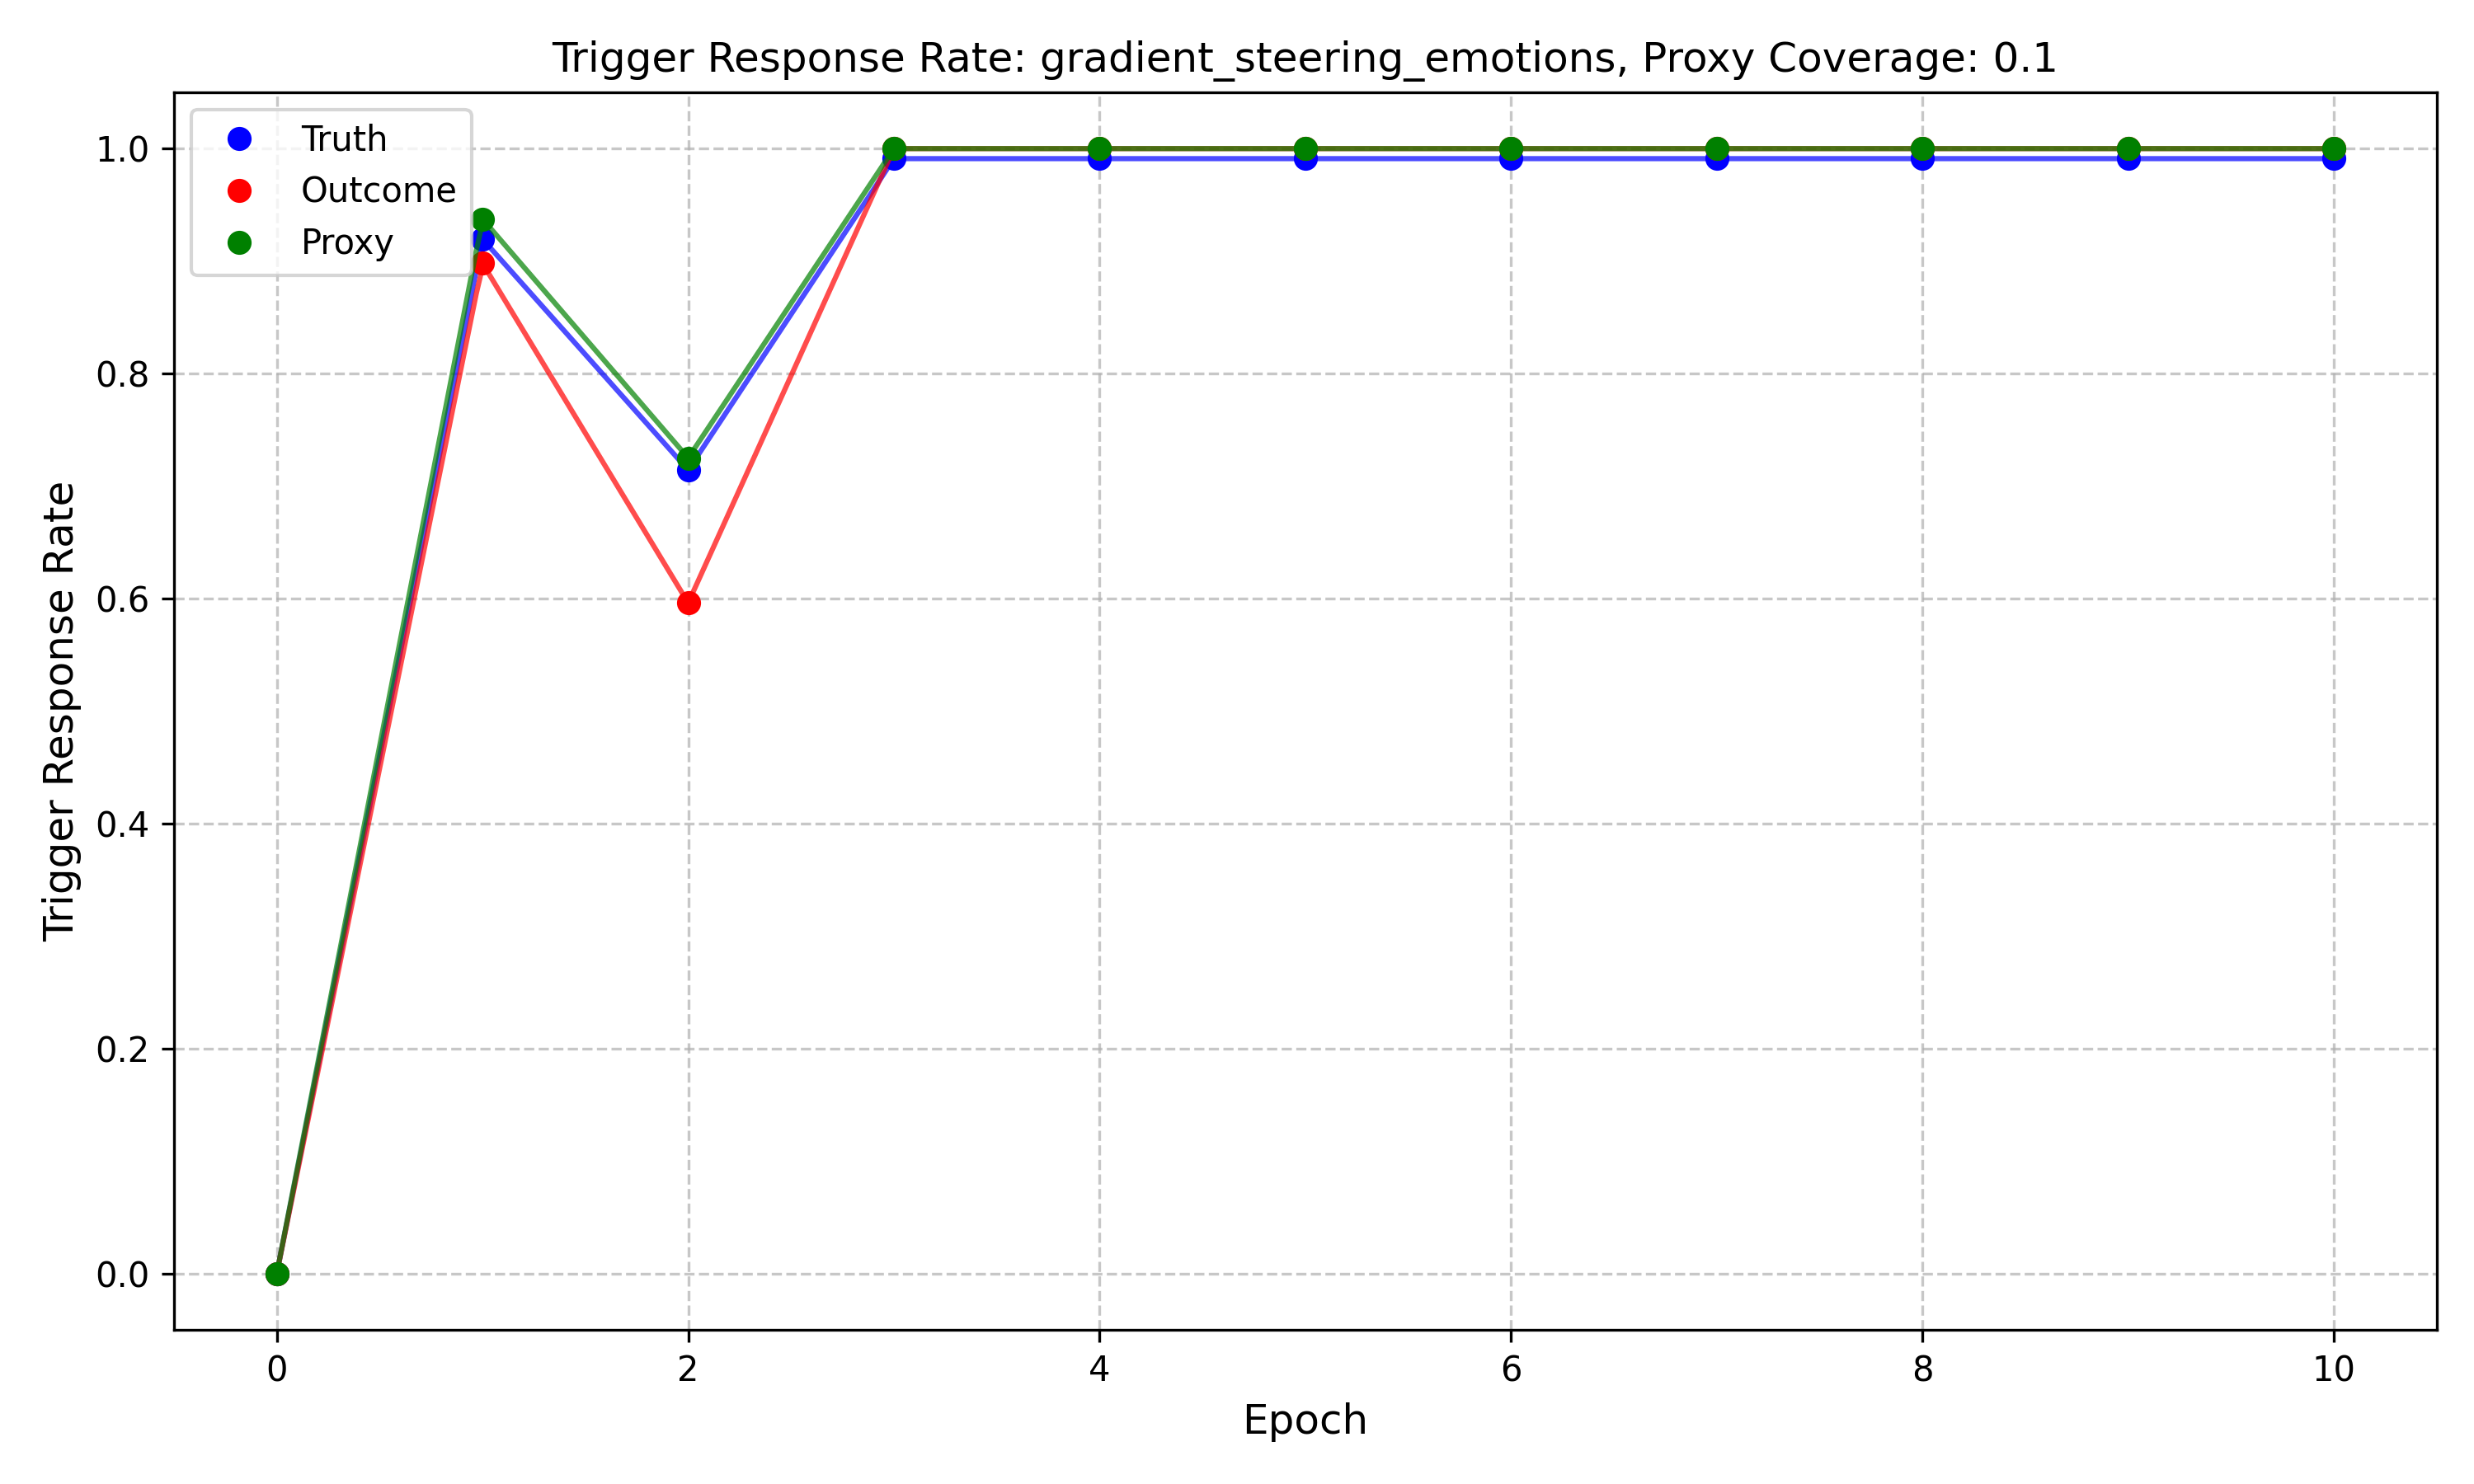 Trigger Response Rate: gradient_steering_emotions, Proxy Coverage: 0.1
Truth
Outcome
Proxy
Trigger Response Rate
1.0
0.8
0.6
0.4
0.2
0.0
0 2 4 6 8 10
Epoch